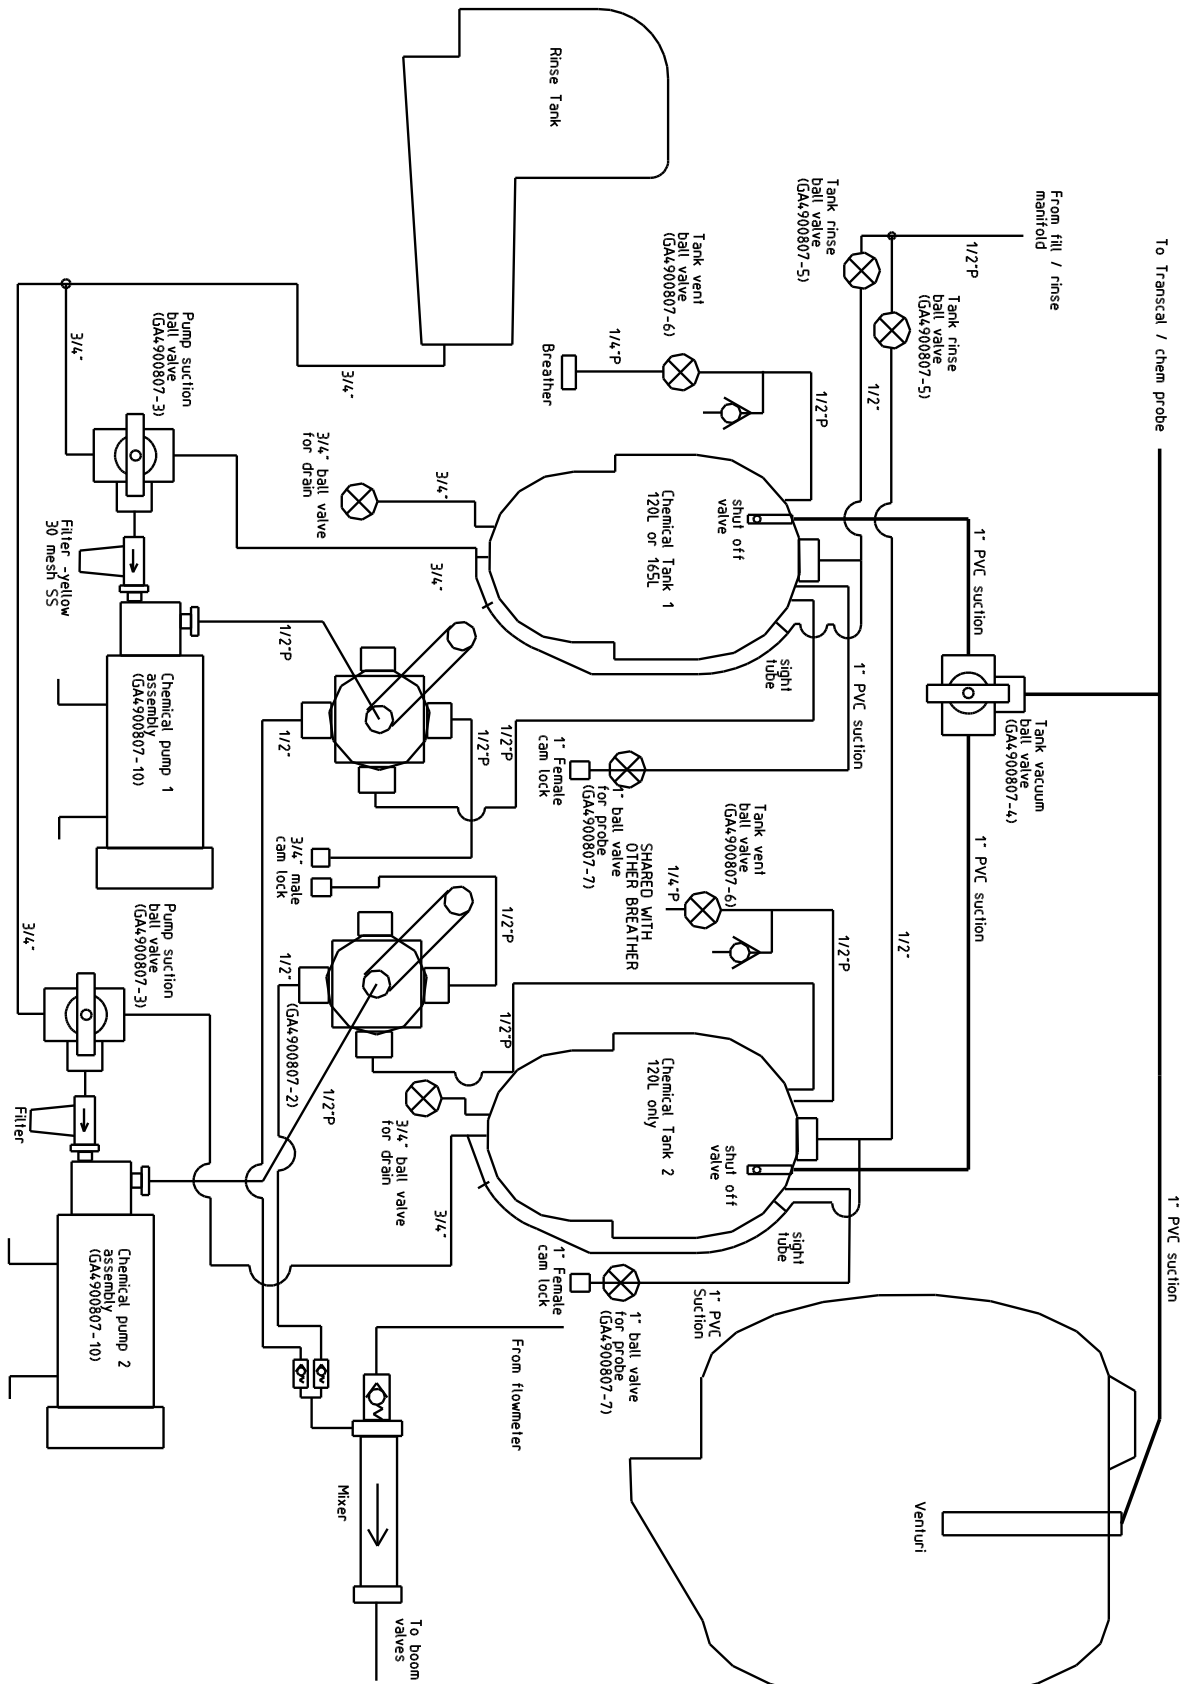 To Transcal / chem probe
1" PVC suction
From fill / rinse
manifold
1/2"P
Tank rinse
ball valve
(GA4900807-5)
Tank rinse
ball valve
(GA4900807-5)
1/2"
1/2"
1" PVC suction
Tank vacuum
ball valve
(GA4900807-4)
1" PVC suction
Rinse Tank
Tank vent
ball valve
(GA4900807-6)
1/4"P
Breather
1/2"P
shut off
valve
Chemical Tank 1
120L or 165L
sight
tube
1" PVC suction
1" ball valve
for probe
(GA4900807-7)
1" Female
cam lock
Tank vent
ball valve
(GA4900807-6)
1/4"P
SHARED WITH
OTHER BREATHER
1/2"P
Chemical Tank 2
120L only
shut off
valve
sight
tube
1" PVC
Suction
1" ball valve
for probe
(GA4900807-7)
1" Female
cam lock
Venturi
3/4"
3/4"
3/4" ball valve
for drain
3/4"
3/4"
1/2"P
1/2"P
1/2"P
1/2"
3/4" male
cam lock
1/2"P
1/2"P
1/2"
(GA4900807-2)
1/2"P
3/4" ball valve
for drain
3/4"
From flowmeter
Mixer
To boom
valves
Pump suction
ball valve
(GA4900807-3)
3/4"
Filter -yellow
30 mesh SS
Chemical pump 1
assembly
(GA4900807-10)
Pump suction
ball valve
(GA4900807-3)
3/4"
Filter
Chemical pump 2
assembly
(GA4900807-10)